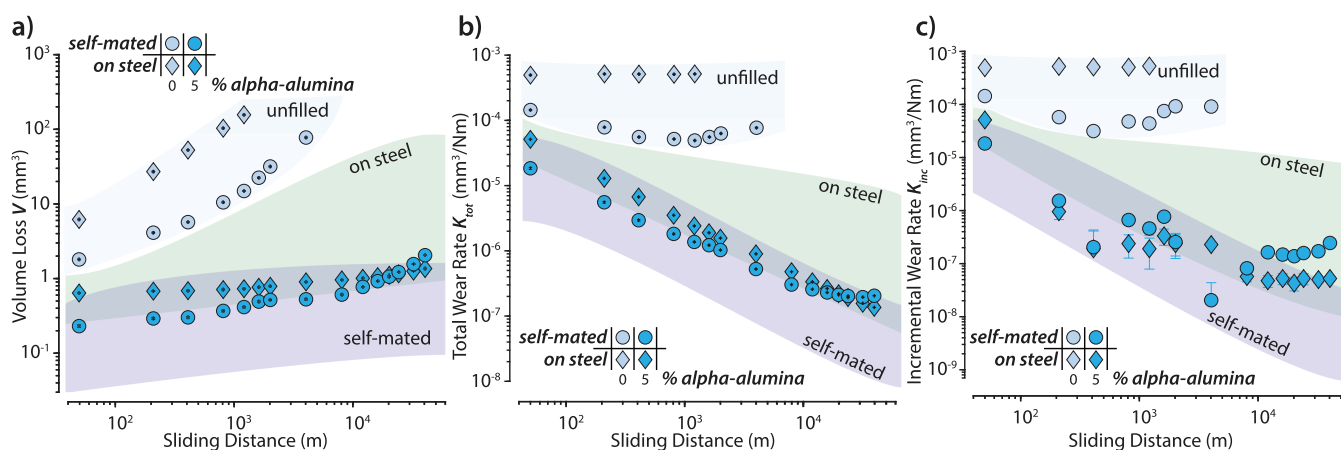 a)
self-mated
on steel
0 5
% alpha-alumina
unfilled
on steel
self-mated
10³
10²
10
1
10⁻¹
Volume Loss V (mm³)
10² 10³ 10⁴
Sliding Distance (m)
b)
unfilled
on steel
self-mated
10⁻³
10⁻⁴
10⁻⁵
10⁻⁶
10⁻⁷
10⁻⁸
Total Wear Rate Ktot (mm³/Nm)
self-mated
on steel
0 5
% alpha-alumina
10² 10³ 10⁴
Sliding Distance (m)
c)
unfilled
on steel
self-mated
10⁻³
10⁻⁴
10⁻⁵
10⁻⁶
10⁻⁷
10⁻⁸
10⁻⁹
Incremental Wear Rate Kinc (mm³/Nm)
self-mated
on steel
0 5
% alpha-alumina
10² 10³ 10⁴
Sliding Distance (m)